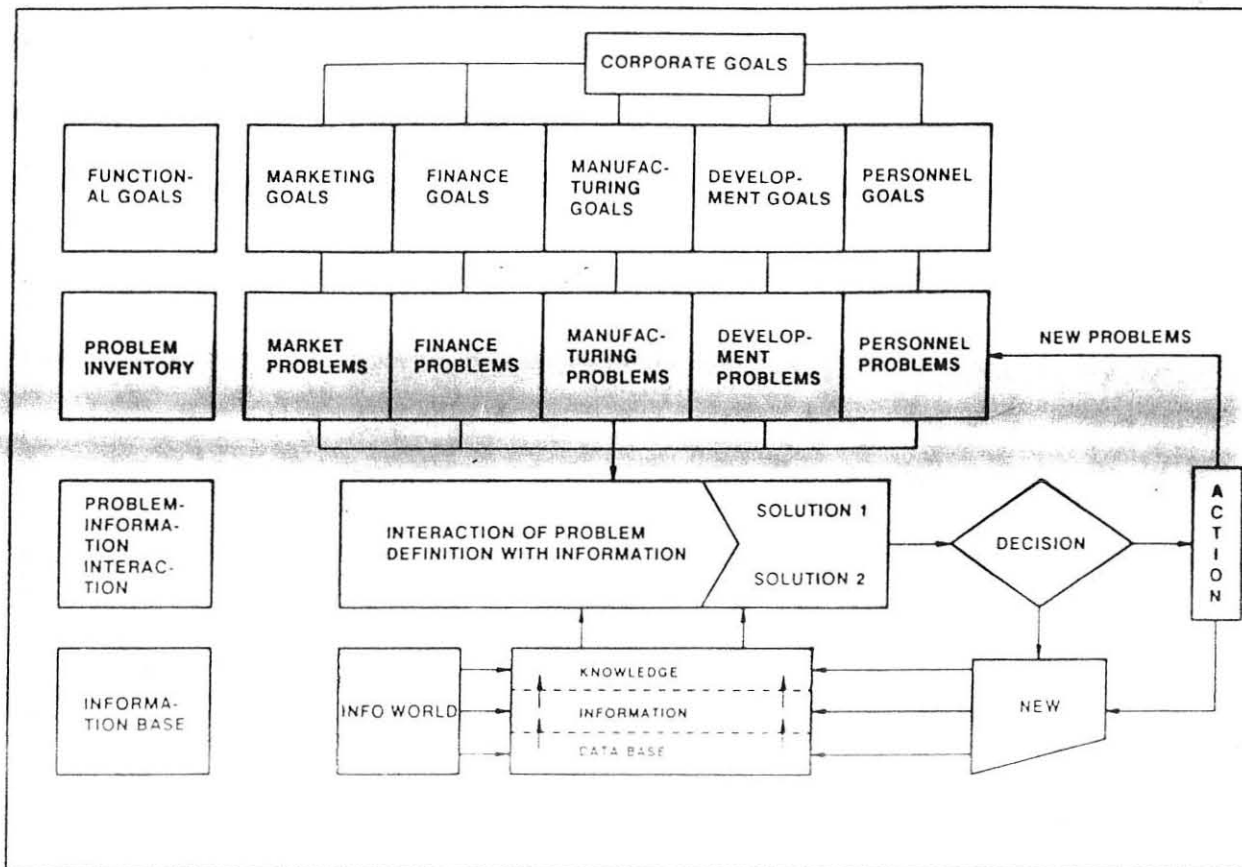 CORPORATE GOALS
FUNCTION-
AL GOALS
MARKETING
GOALS
FINANCE
GOALS
MANUFAC-
TURING
GOALS
DEVELOP-
MENT GOALS
PERSONNEL
GOALS
PROBLEM
INVENTORY
MARKET
PROBLEMS
FINANCE
PROBLEMS
MANUFAC-
TURING
PROBLEMS
DEVELOP-
MENT
PROBLEMS
PERSONNEL
PROBLEMS
NEW PROBLEMS
PROBLEM-
INFORMA-
TION
INTERAC-
TION
INTERACTION OF PROBLEM
DEFINITION WITH INFORMATION
SOLUTION 1
SOLUTION 2
DECISION
ACTION
INFORMA-
TION BASE
INFO WORLD
KNOWLEDGE
INFORMATION
DATA BASE
NEW